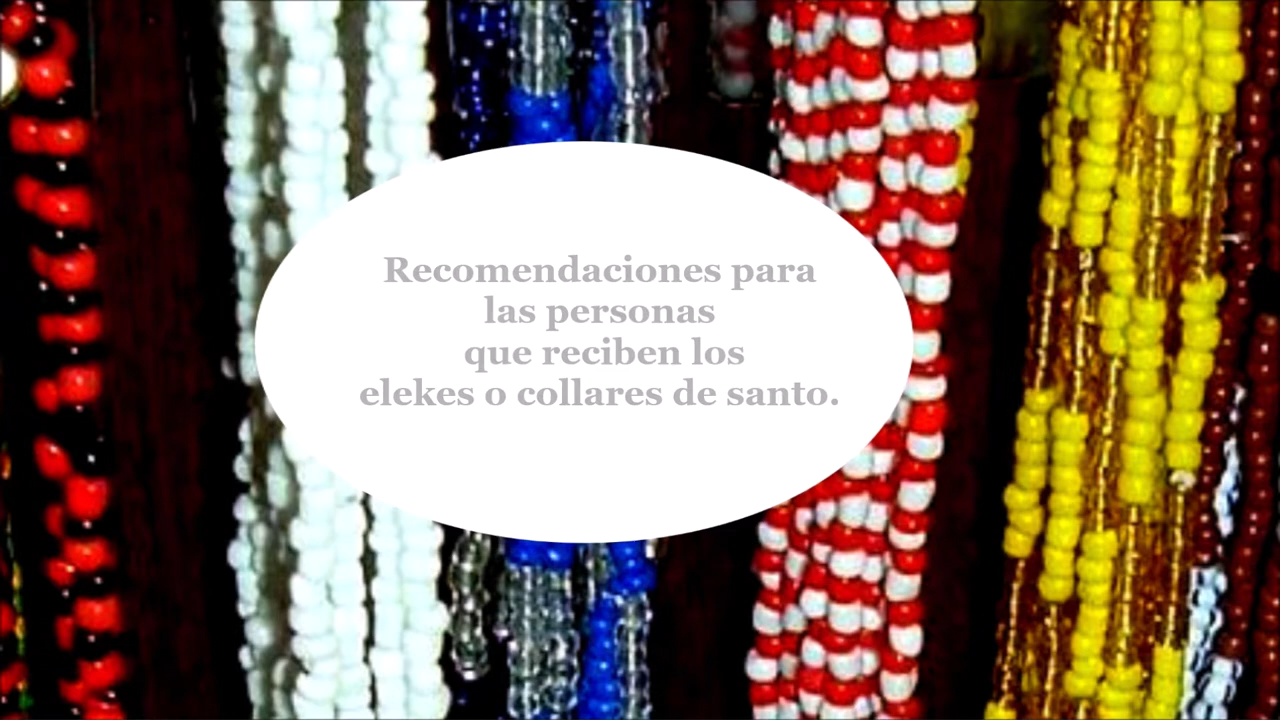 Recomendaciones para
las personas
que reciben los
elekes o collares de santo.